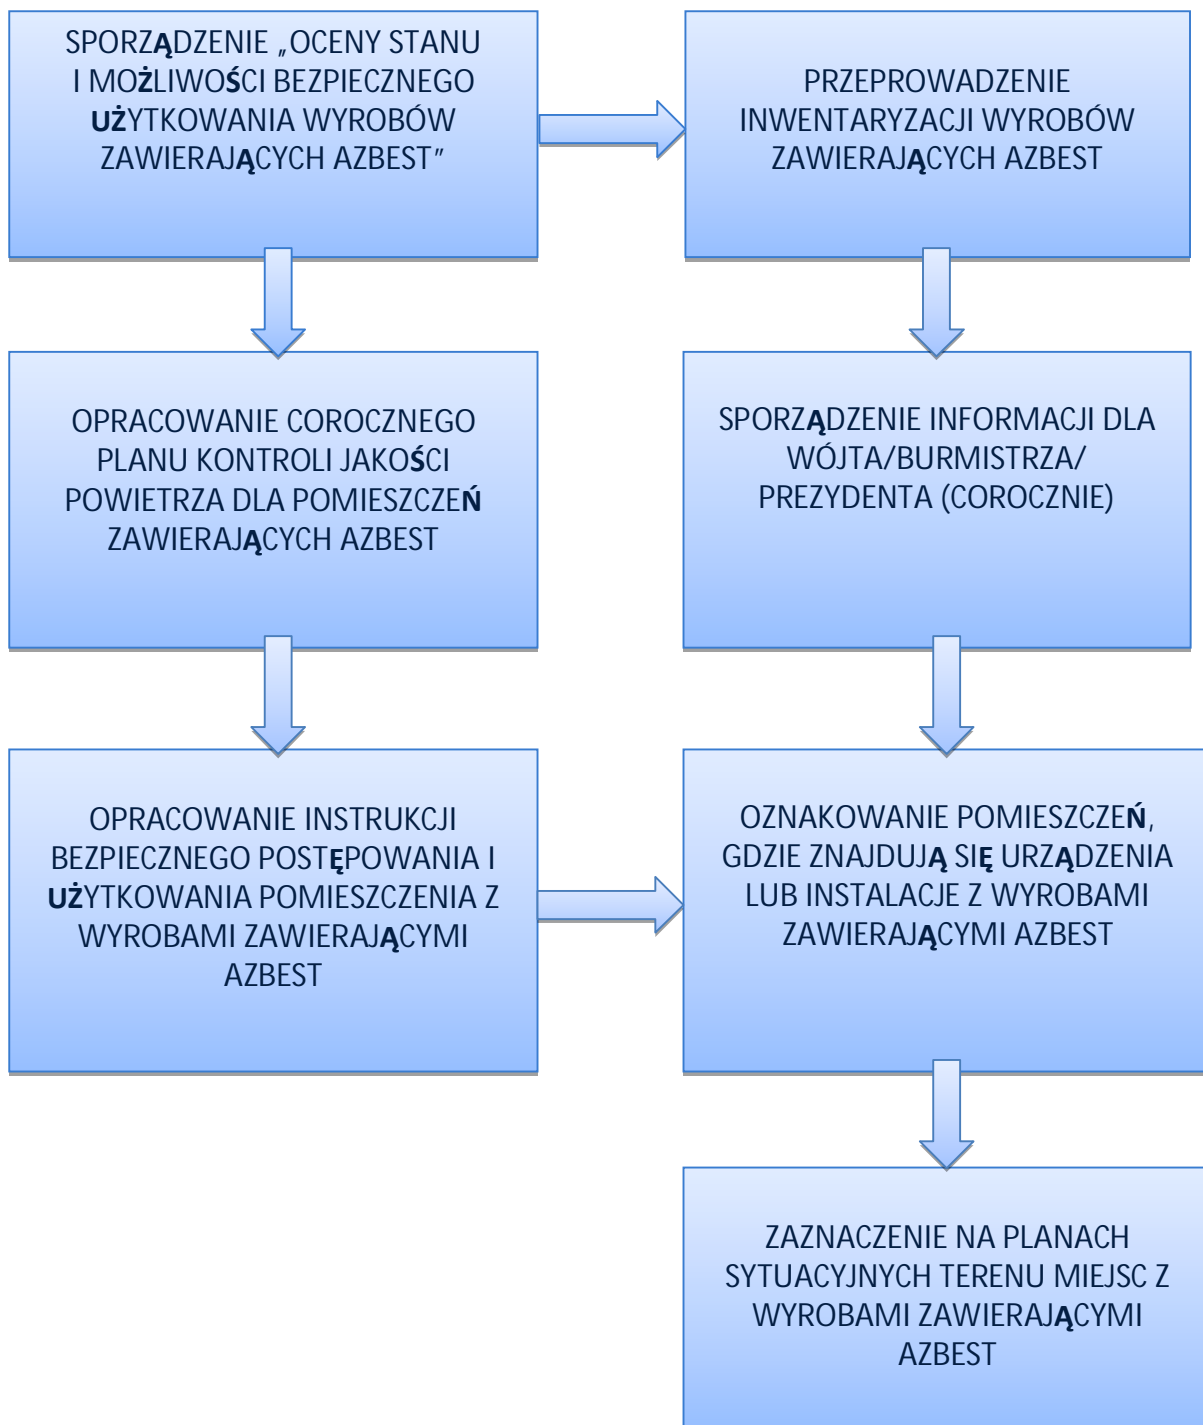 SPORZĄDZENIE „OCENY STANU
I MOŻLIWOŚCI BEZPIECZNEGO
UŻYTKOWANIA WYROBÓW
ZAWIERAJĄCYCH AZBEST”
PRZEPROWADZENIE
INWENTARYZACJI WYROBÓW
ZAWIERAJĄCYCH AZBEST
OPRACOWANIE COROCZNEGO
PLANU KONTROLI JAKOŚCI
POWIETRZA DLA POMIESZCZEŃ
ZAWIERAJĄCYCH AZBEST
SPORZĄDZENIE INFORMACJI DLA
WÓJTA/BURMISTRZA/
PREZYDENTA (COROCZNIE)
OPRACOWANIE INSTRUKCJI
BEZPIECZNEGO POSTĘPOWANIA I
UŻYTKOWANIA POMIESZCZENIA Z
WYROBAMI ZAWIERAJĄCYMI
AZBEST
OZNAKOWANIE POMIESZCZEŃ,
GDZIE ZNAJDUJĄ SIĘ URZĄDZENIA
LUB INSTALACJE Z WYROBAMI
ZAWIERAJĄCYMI AZBEST
ZAZNACZENIE NA PLANACH
SYTUACYJNYCH TERENU MIEJSC Z
WYROBAMI ZAWIERAJĄCYMI
AZBEST